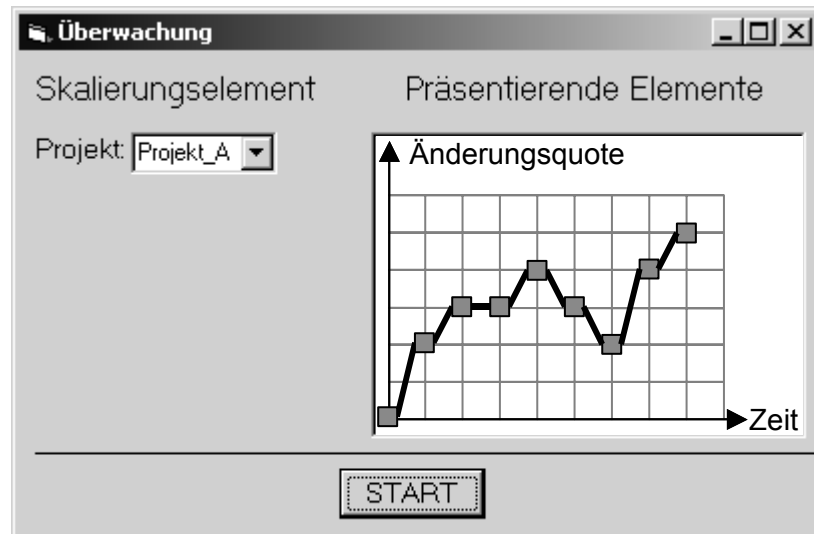 Überwachung
Skalierungselement
Präsentierende Elemente
Projekt: Projekt_A
Änderungsquote
Zeit
START